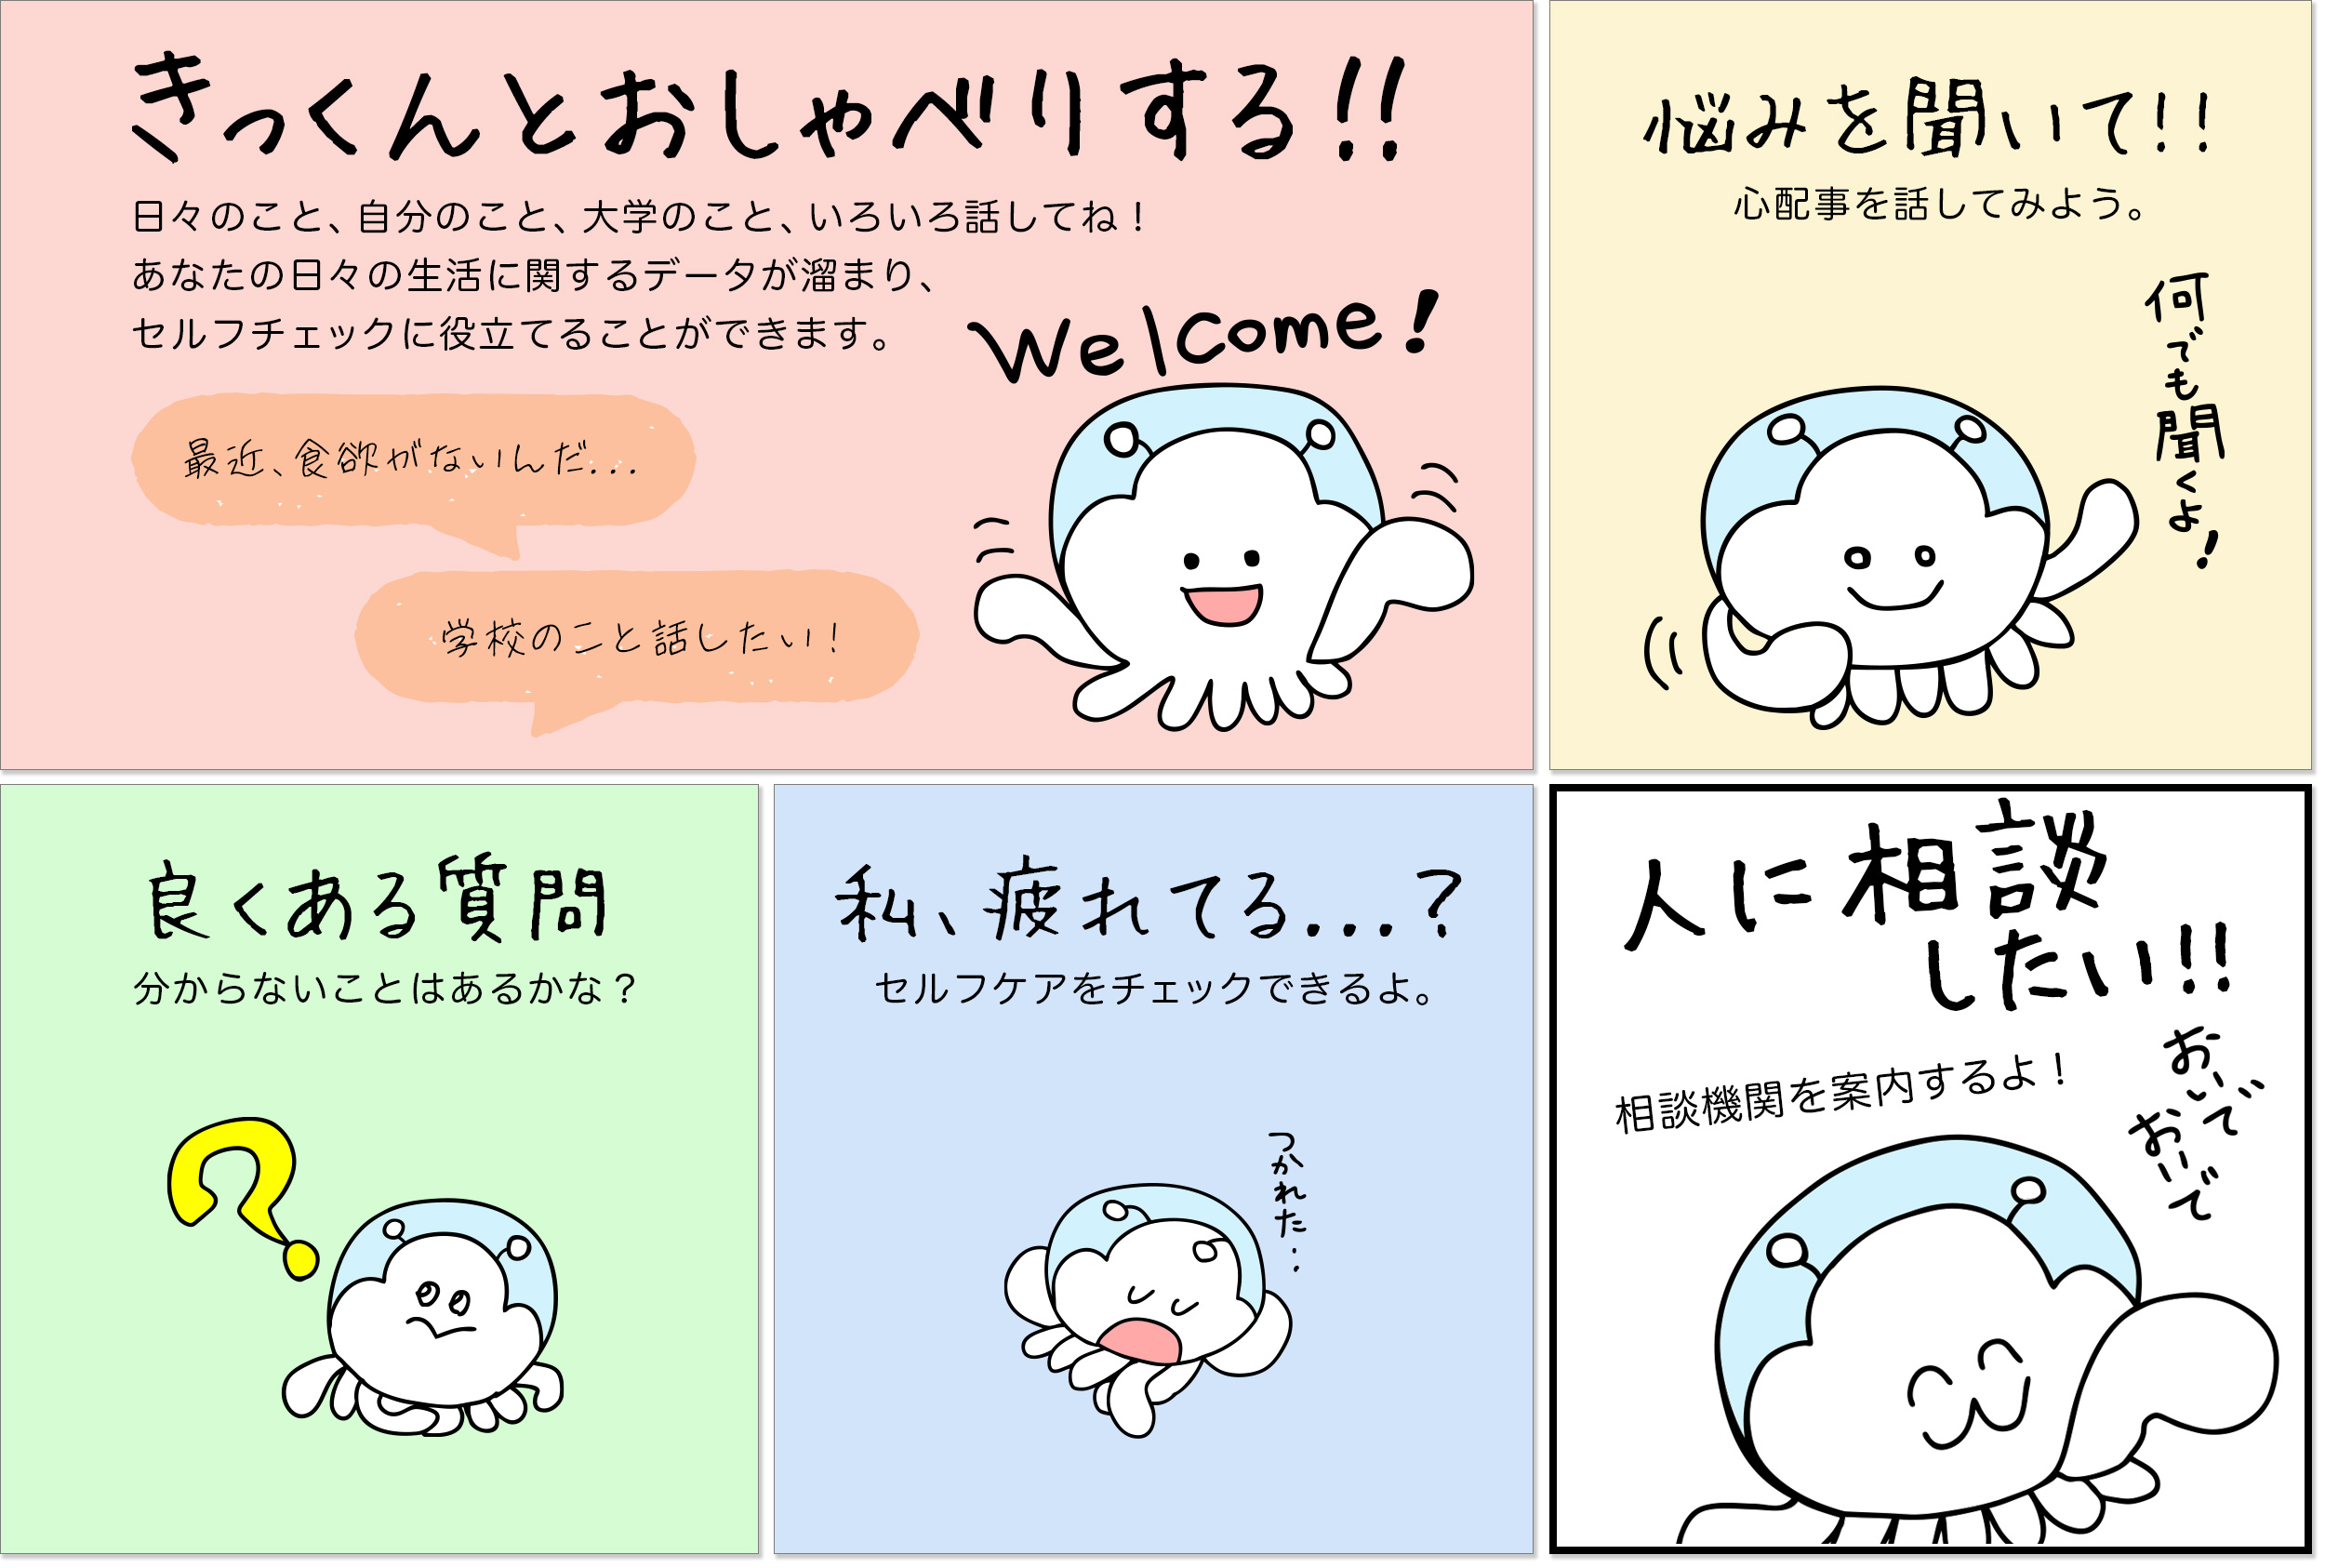 きっくんとおしゃべりする!!
日々のこと、自分のこと、大学のこと、いろいろ話してね！
あなたの日々の生活に関するデータが溜まり、
セルフチェックに役立てることができます。
Welcome!
最近、食欲がないんだ...
学校のこと話したい！
悩みを聞いて!!
心配事を話してみよう。
何でも聞くよ!
良くある質問
分からないことはあるかな？
私、疲れてる...?
セルフケアをチェックできるよ。
つかれた..
人に相談
したい!!
相談機関を案内するよ！
おいで
おいで